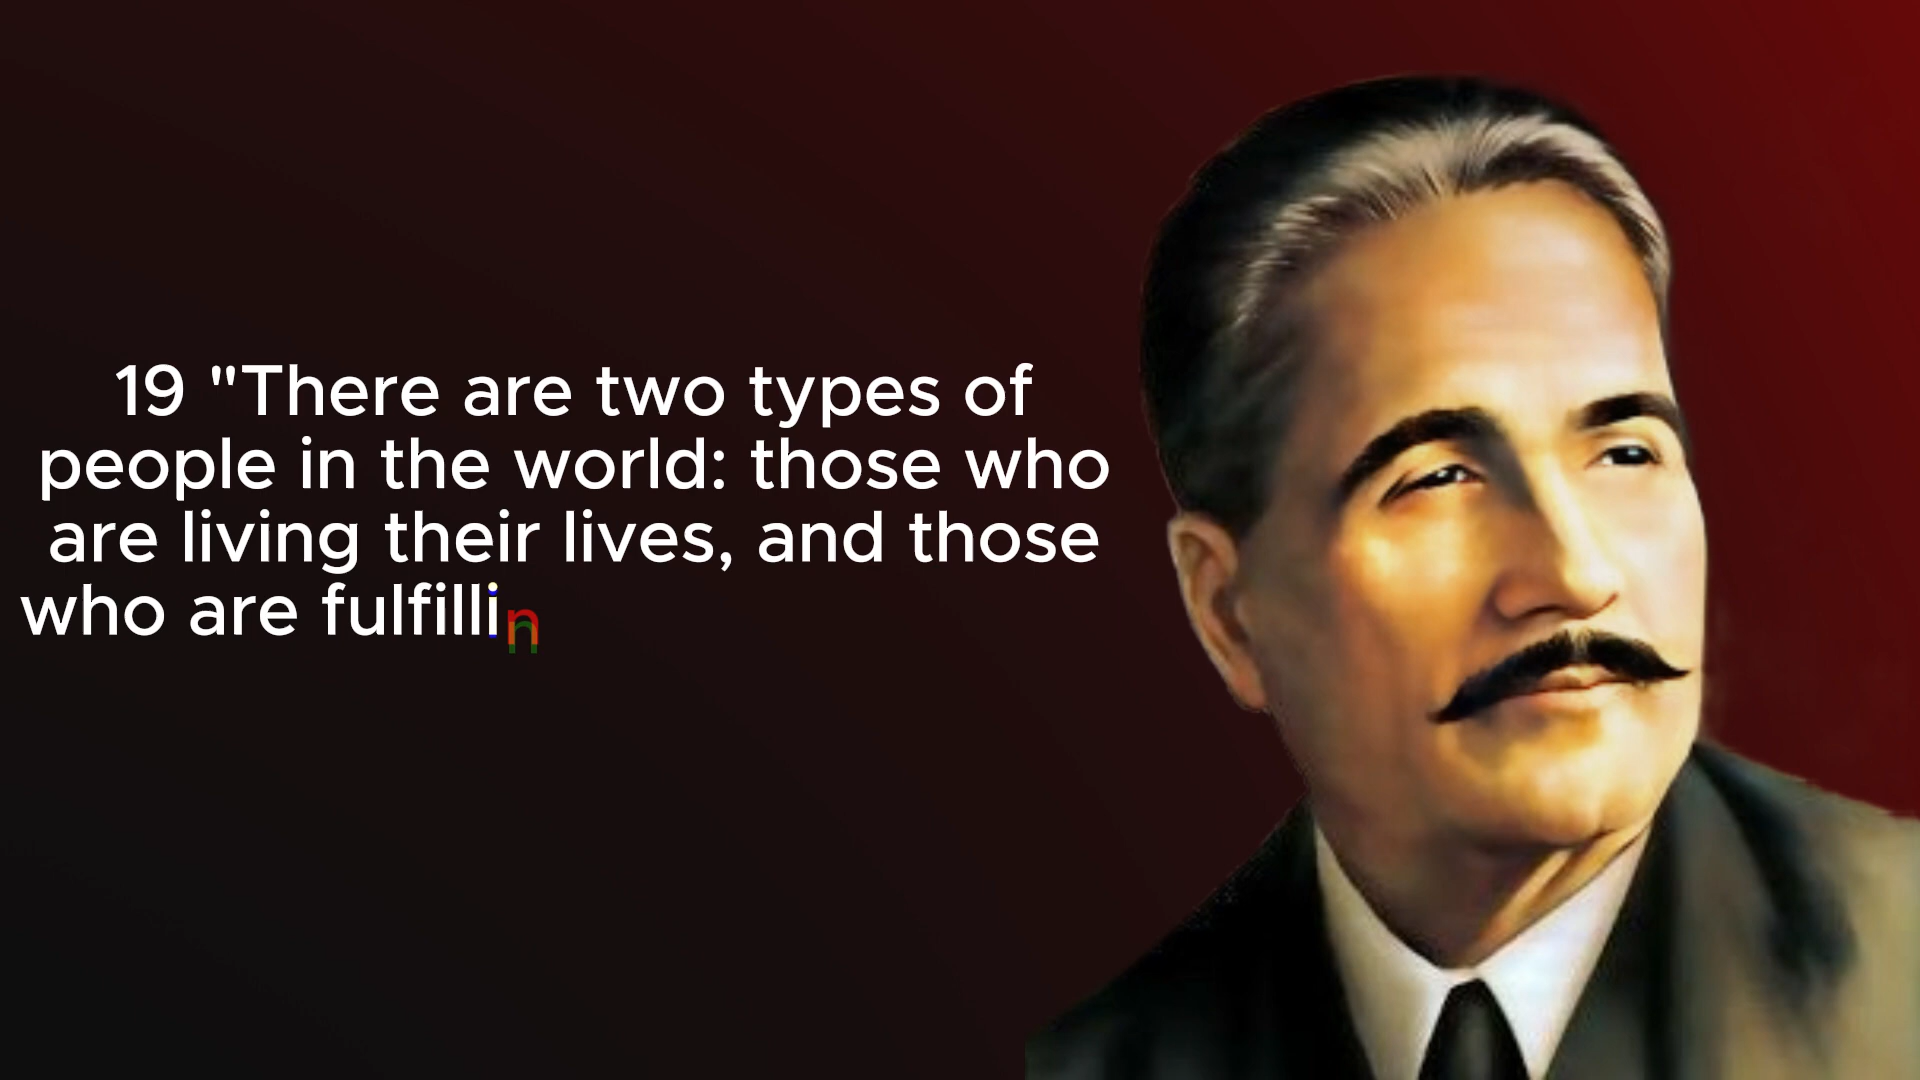 19 "There are two types of
people in the world: those who
are living their lives, and those
who are fulfillin